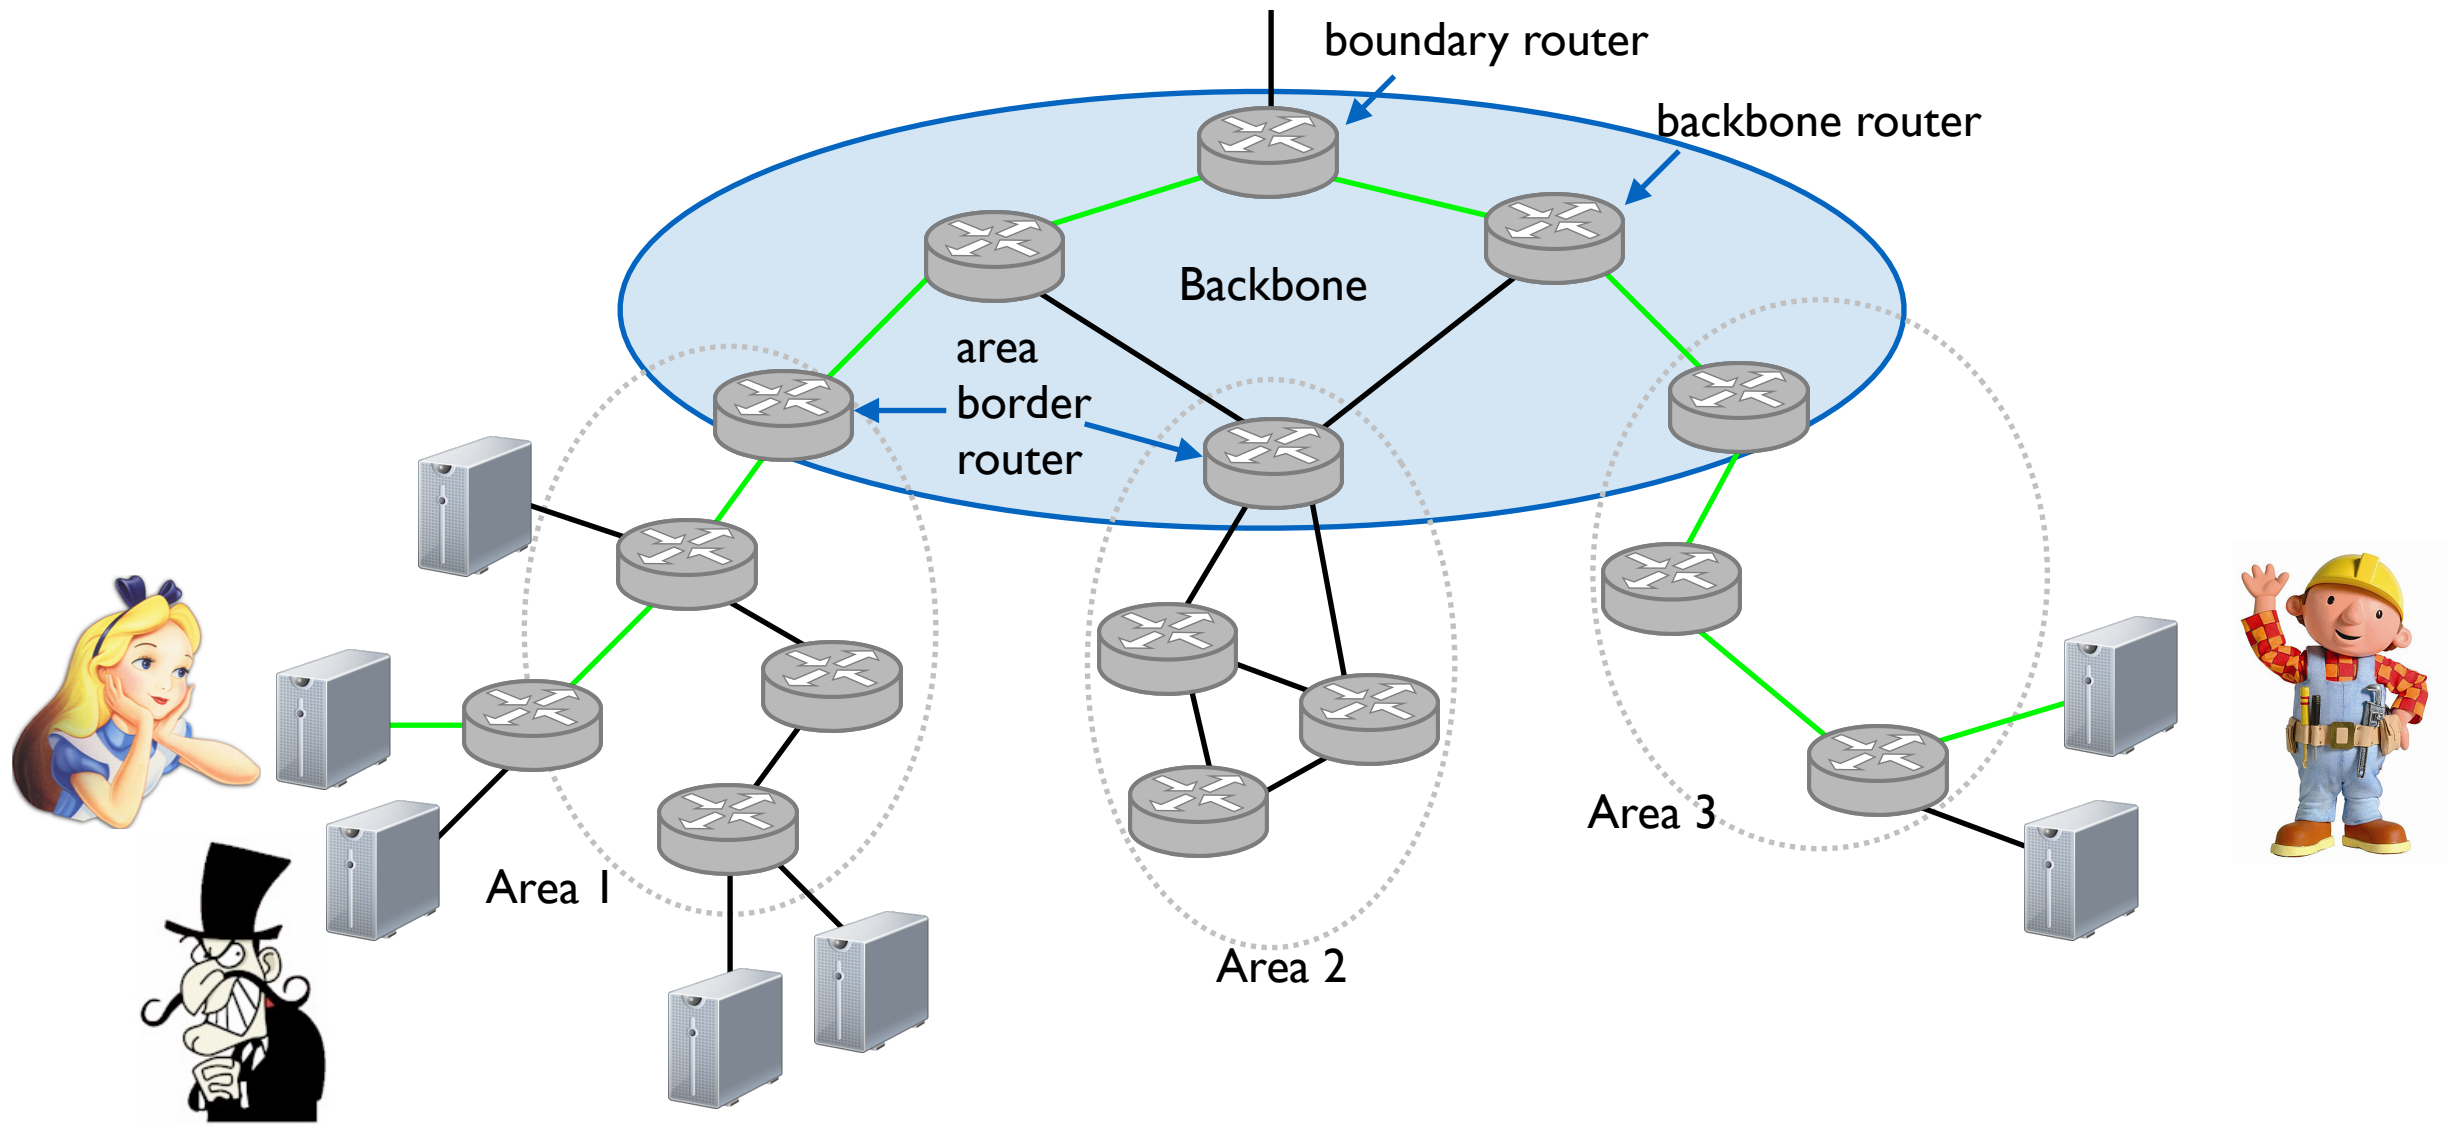 boundary router
backbone router
Backbone
area
border
router
Area 3
Area 1
Area 2